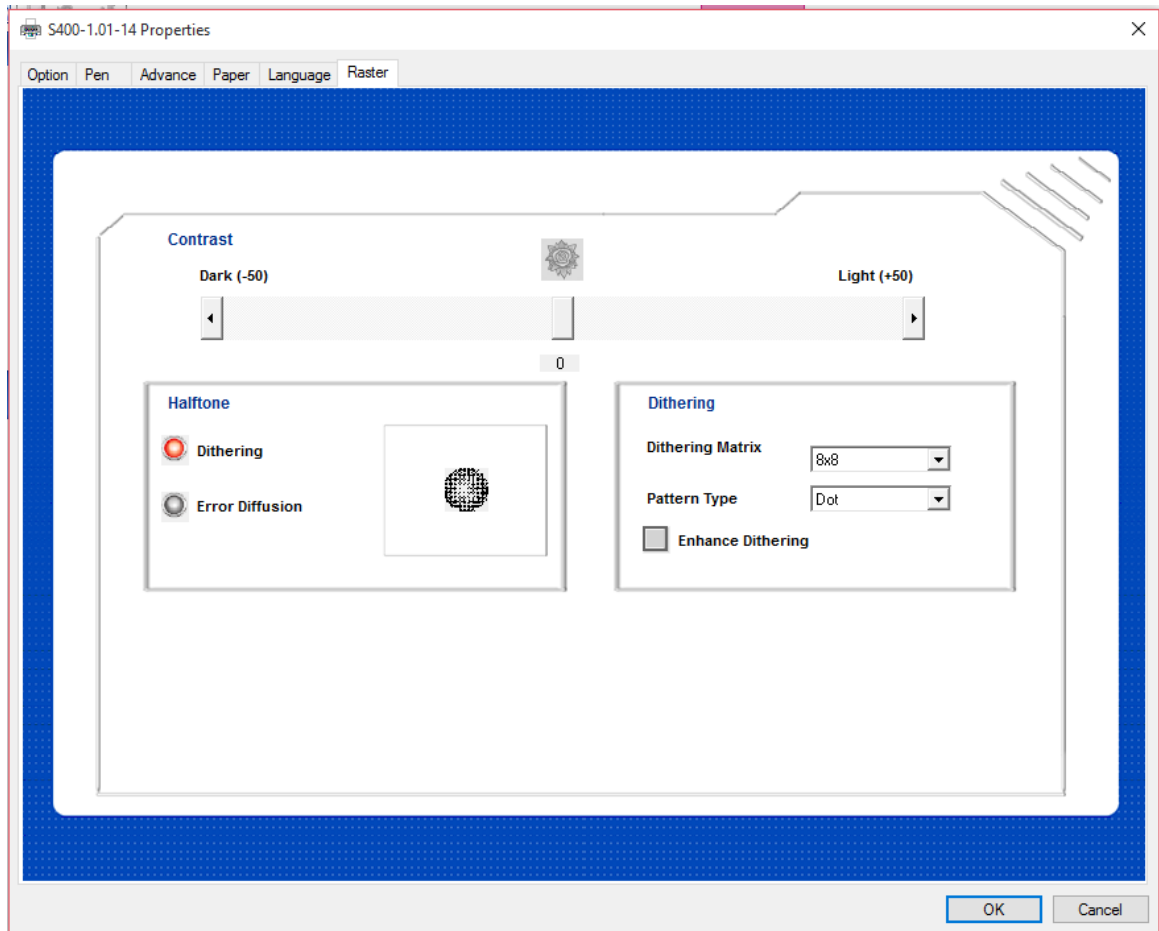 S400-1.01-14 Properties
Option Pen Advance Paper Language Raster
Contrast
Dark (-50) Light (+50)
0
Halftone
Dithering
Error Diffusion
Dithering
Dithering Matrix 8x8
Pattern Type Dot
Enhance Dithering
OK Cancel